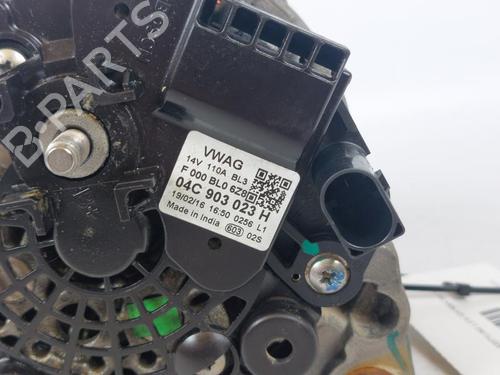 B-PARTS
VWAG
14V 110A BL3
F 000 BL0 628
04C 903 023 H
19/02/16 16:50 0256 L1
Made in India 603 02S